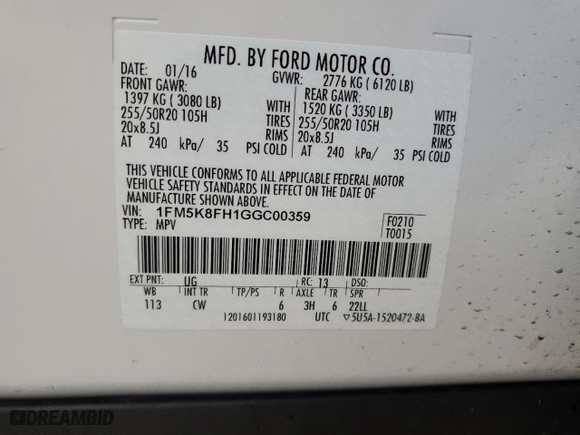 MFD. BY FORD MOTOR CO.
DATE: 01/16 GVWR: 2776 KG ( 6120 LB)
FRONT GAWR: REAR GAWR:
1397 KG ( 3080 LB) WITH 1520 KG ( 3350 LB) WITH
255/50R20 105H TIRES 255/50R20 105H TIRES
20x8.5J RIMS 20x8.5J RIMS
AT 240 kPa/ 35 PSI COLD AT 240 kPa/ 35 PSI COLD
THIS VEHICLE CONFORMS TO ALL APPLICABLE FEDERAL MOTOR
VEHICLE SAFETY STANDARDS IN EFFECT ON THE DATE OF
MANUFACTURE SHOWN ABOVE.
VIN: 1FM5K8FH1GGC00359 F0210
TYPE: MPV T0015
EXT PNT: UG RC: 13 DSO:
WB INT TR TP/PS R AXLE TR SPR
113 CW 6 3H 6 22LL
1201601193180 UTC ▽5U5A-1520472-BA
DREAMBID